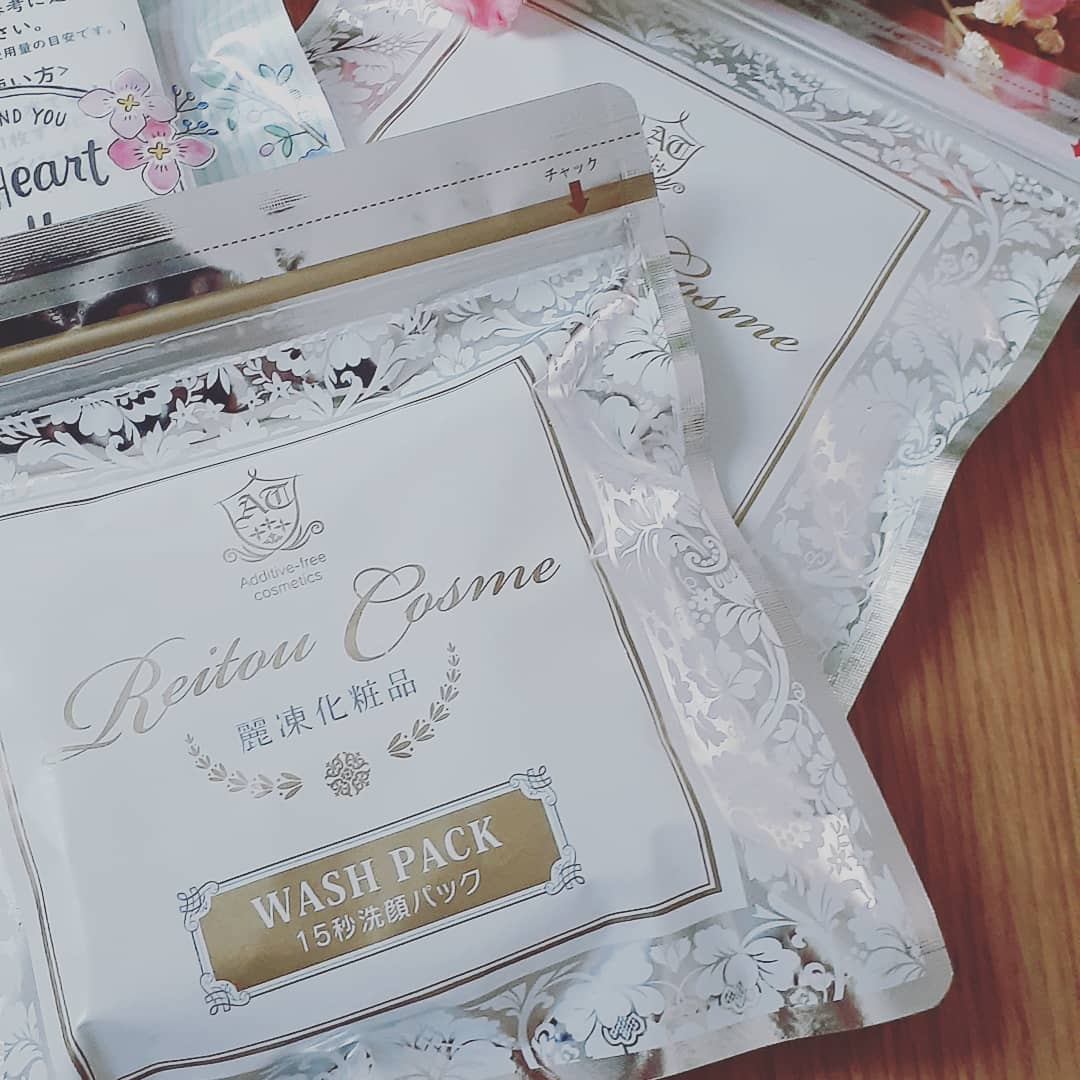 さい。
用量の目安です。)
い方>
ND YOU
Heart
チャック
AT
Cosme
AT
Additive-free
cosmetics
Reitou Cosme
麗凍化粧品
WASH PACK
15秒洗顔パック